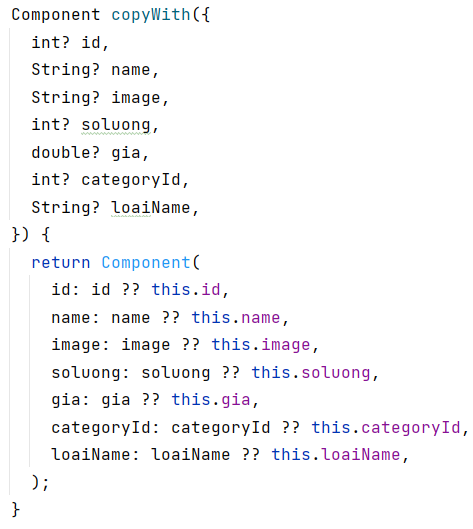 Component copyWith({
  int? id,
  String? name,
  String? image,
  int? soluong,
  double? gia,
  int? categoryId,
  String? loaiName,
}) {
  return Component(
    id: id ?? this.id,
    name: name ?? this.name,
    image: image ?? this.image,
    soluong: soluong ?? this.soluong,
    gia: gia ?? this.gia,
    categoryId: categoryId ?? this.categoryId,
    loaiName: loaiName ?? this.loaiName,
  );
}